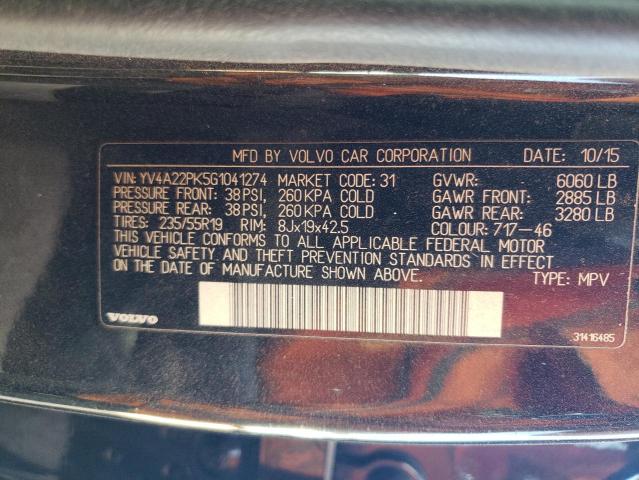 MFD BY VOLVO CAR CORPORATION DATE: 10/15
VIN: YV4A22PK5G1041274 MARKET CODE: 31 GVWR: 6060 LB
PRESSURE FRONT: 38 PSI, 260 KPA COLD GAWR FRONT: 2885 LB
PRESSURE REAR: 38 PSI, 260 KPA COLD GAWR REAR: 3280 LB
TIRES: 235/55R19 RIM: 8Jx19x42.5 COLOUR: 717-46
THIS VEHICLE CONFORMS TO ALL APPLICABLE FEDERAL MOTOR
VEHICLE SAFETY AND THEFT PREVENTION STANDARDS IN EFFECT
ON THE DATE OF MANUFACTURE SHOWN ABOVE. TYPE: MPV
VOLVO 31416485